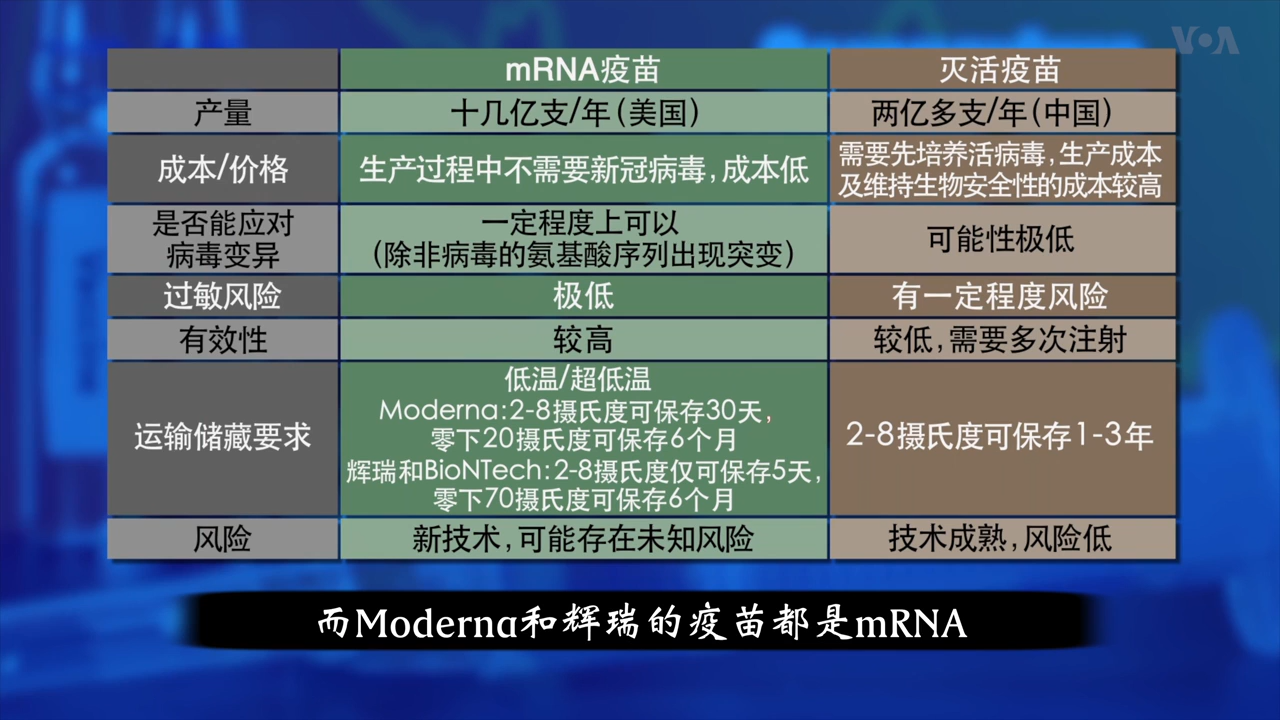 VOA
mRNA疫苗 灭活疫苗
产量 十几亿支/年(美国) 两亿多支/年(中国)
成本/价格 生产过程中不需要新冠病毒,成本低 需要先培养活病毒,生产成本
及维持生物安全性的成本较高
是否能应对
病毒变异
一定程度上可以
(除非病毒的氨基酸序列出现突变)
可能性极低
过敏风险 极低 有一定程度风险
有效性 较高 较低,需要多次注射
运输储藏要求
低温/超低温
Moderna:2-8摄氏度可保存30天,
零下20摄氏度可保存6个月
辉瑞和BioNTech:2-8摄氏度仅可保存5天,
零下70摄氏度可保存6个月
2-8摄氏度可保存1-3年
风险 新技术,可能存在未知风险 技术成熟,风险低
而Moderna和辉瑞的疫苗都是mRNA